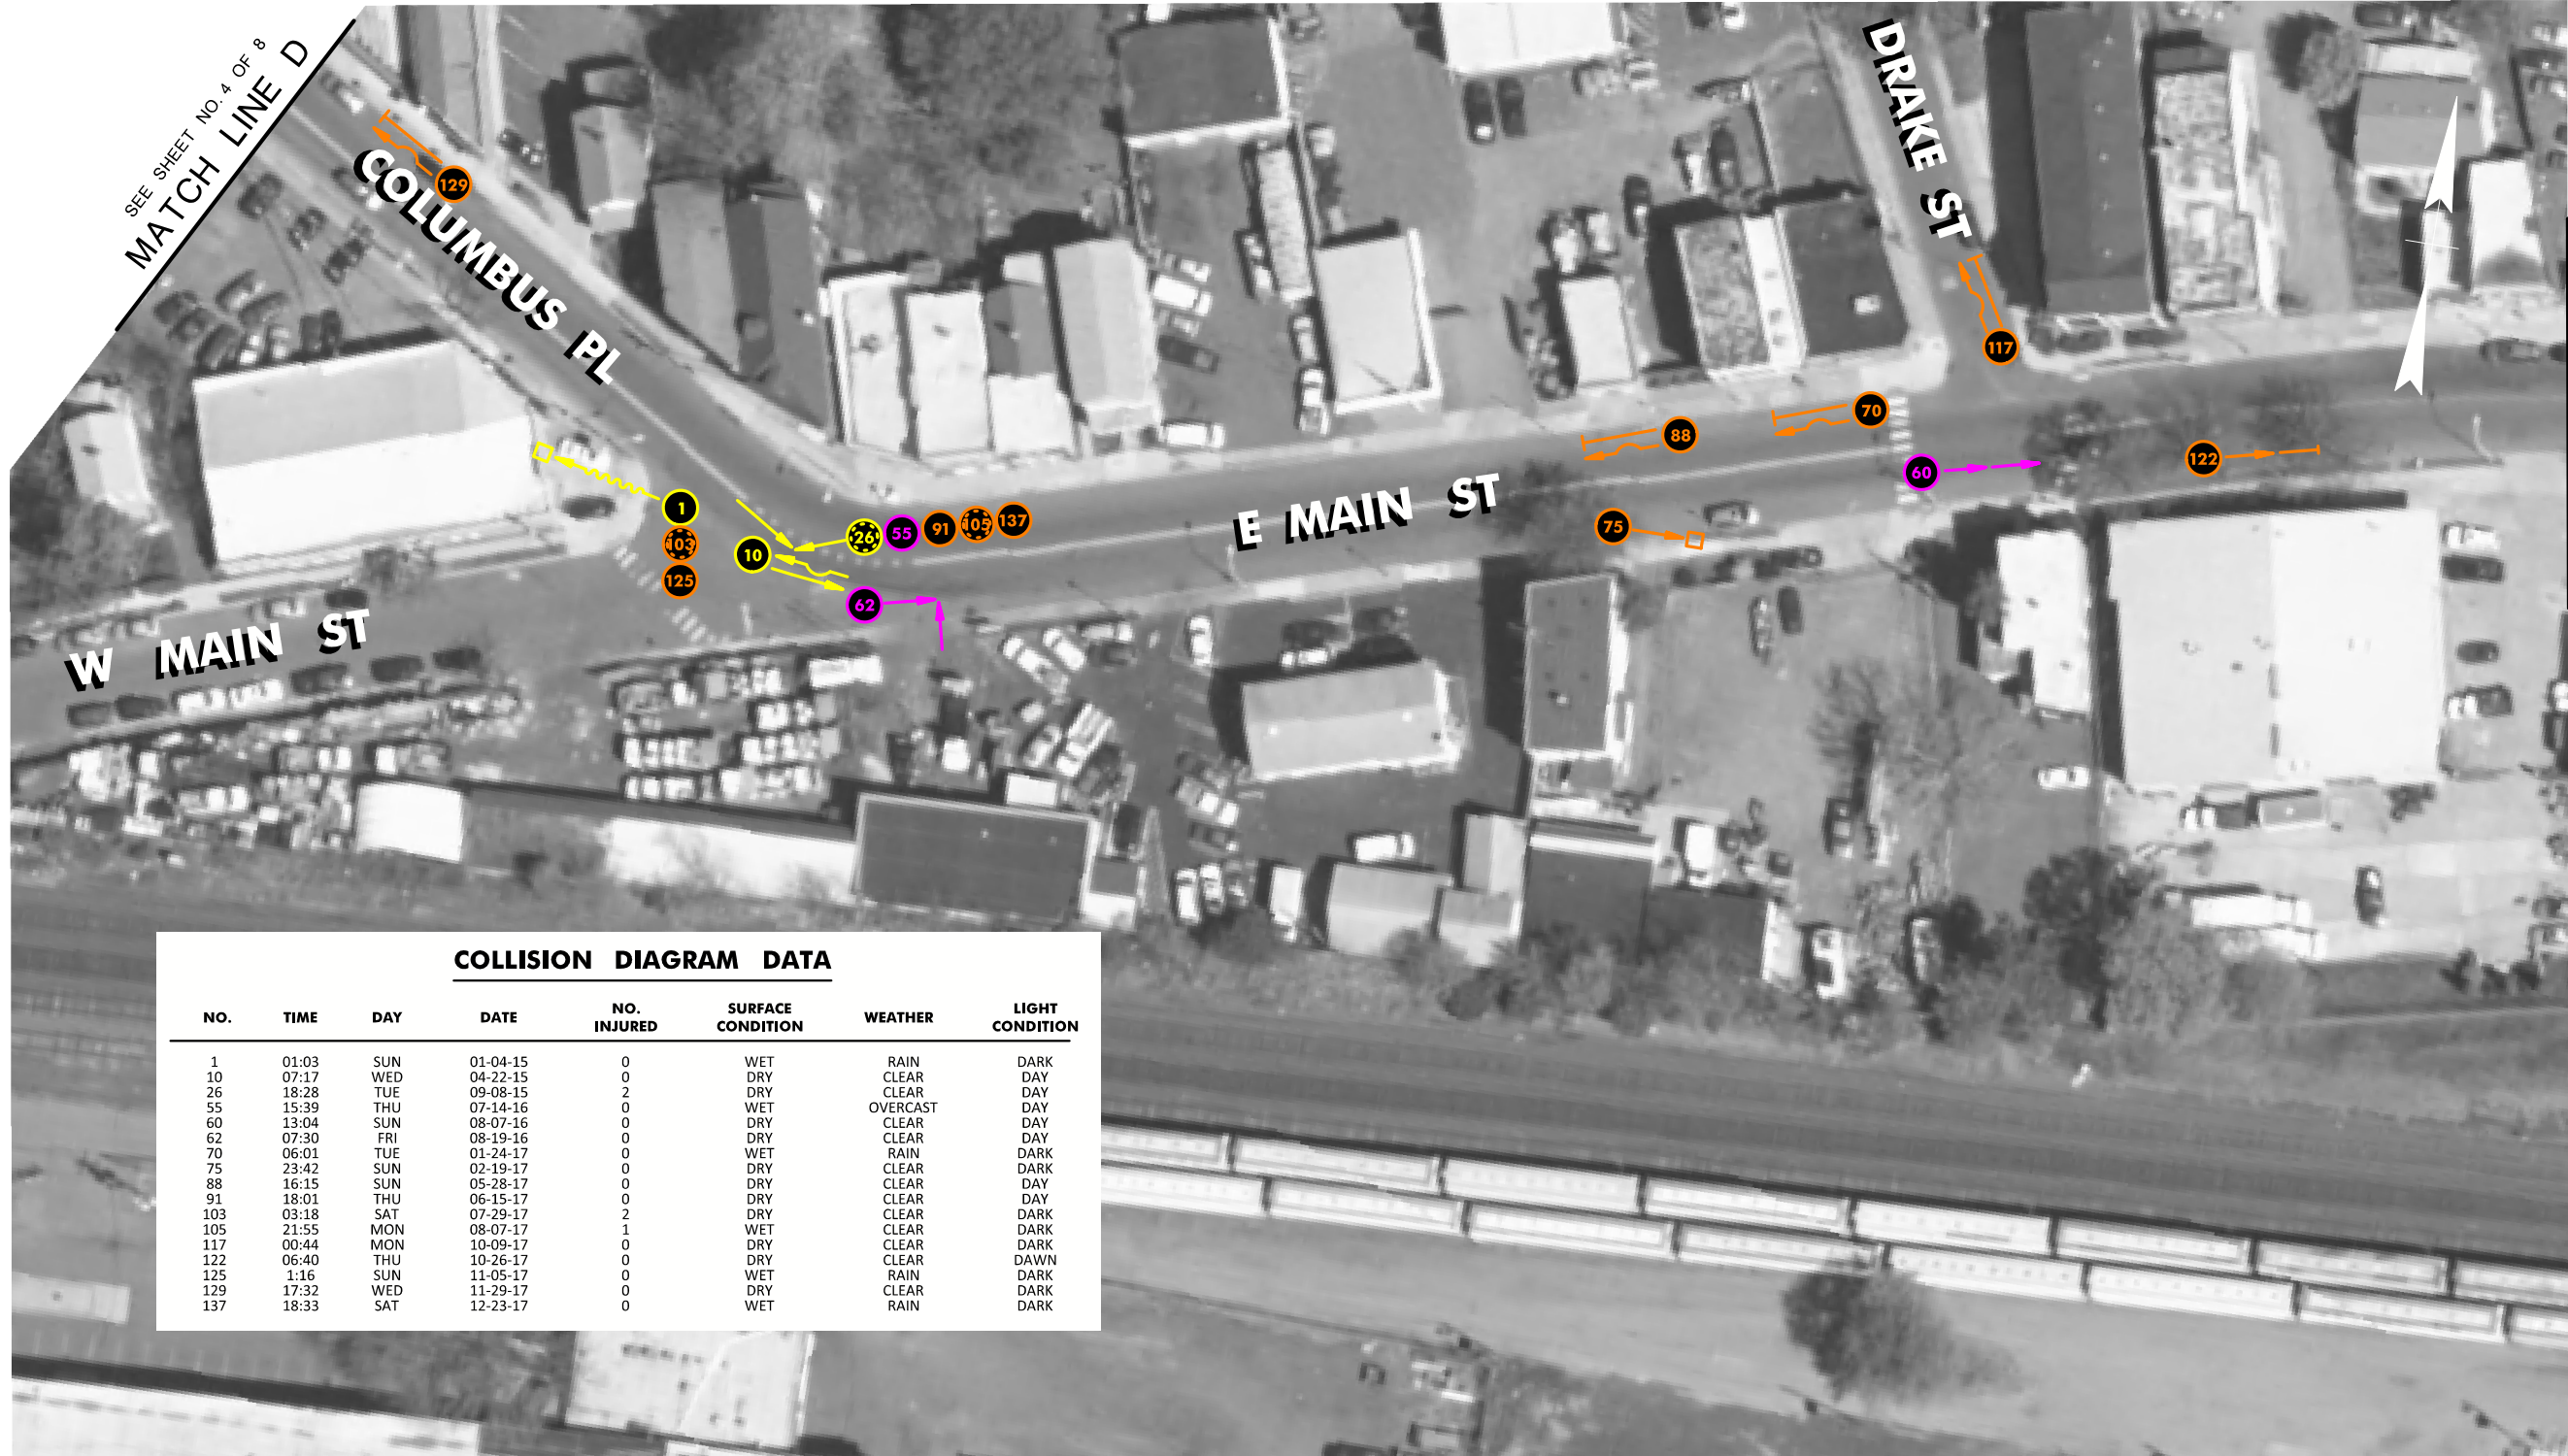 SEE SHEET NO. 4 OF 8
MATCH LINE D
COLUMBUS PL
DRAKE ST
E MAIN ST
W MAIN ST
129
117
70
88
60
122
75
1
103
125
10
26
55
91
105
137
62
COLLISION DIAGRAM DATA
NO. TIME DAY DATE NO. INJURED SURFACE CONDITION WEATHER LIGHT CONDITION
1 01:03 SUN 01-04-15 0 WET RAIN DARK
10 07:17 WED 04-22-15 0 DRY CLEAR DAY
26 18:28 TUE 09-08-15 2 DRY CLEAR DAY
55 15:39 THU 07-14-16 0 WET OVERCAST DAY
60 13:04 SUN 08-07-16 0 DRY CLEAR DAY
62 07:30 FRI 08-19-16 0 DRY CLEAR DAY
70 06:01 TUE 01-24-17 0 WET RAIN DARK
75 23:42 SUN 02-19-17 0 DRY CLEAR DARK
88 16:15 SUN 05-28-17 0 DRY CLEAR DAY
91 18:01 THU 06-15-17 0 DRY CLEAR DAY
103 03:18 SAT 07-29-17 2 DRY CLEAR DARK
105 21:55 MON 08-07-17 1 WET CLEAR DARK
117 00:44 MON 10-09-17 0 DRY CLEAR DARK
122 06:40 THU 10-26-17 0 DRY CLEAR DAWN
125 1:16 SUN 11-05-17 0 WET RAIN DARK
129 17:32 WED 11-29-17 0 DRY CLEAR DARK
137 18:33 SAT 12-23-17 0 WET RAIN DARK